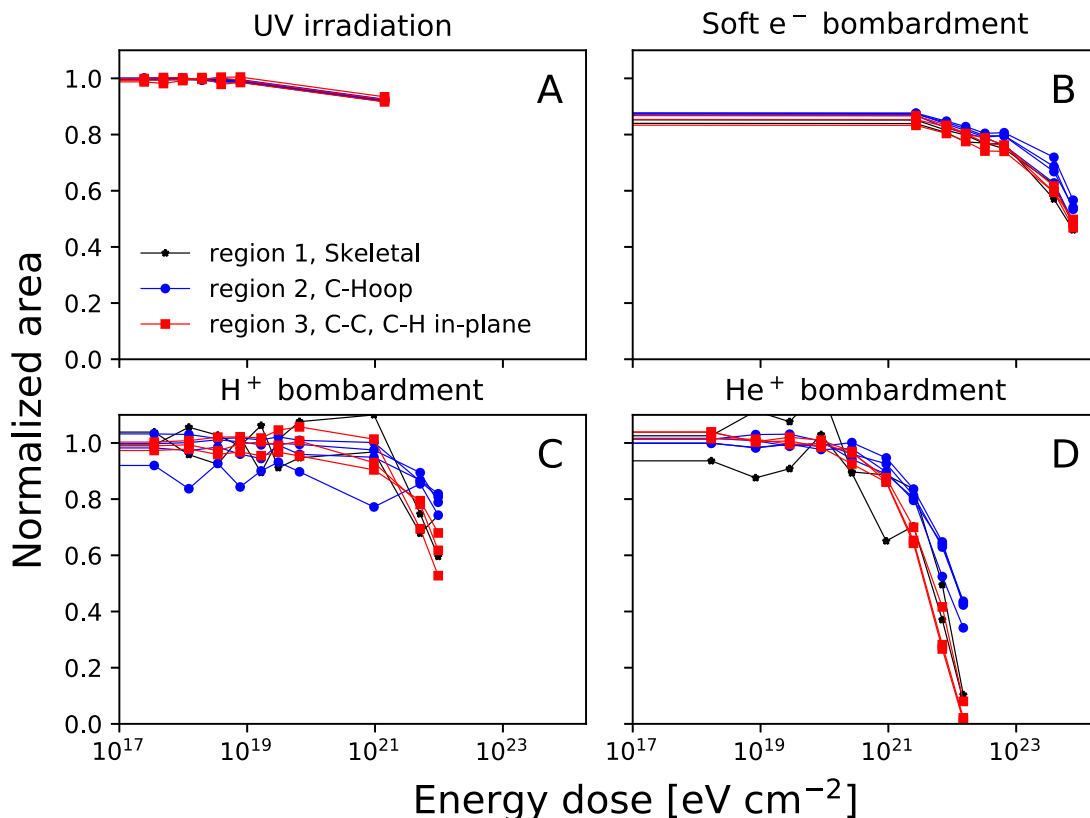 UV irradiation
Soft e⁻ bombardment
1.0
0.8
0.6
0.4
0.2
0.0
A
B
region 1, Skeletal
region 2, C-Hoop
region 3, C-C, C-H in-plane
Normalized area
H⁺ bombardment
He⁺ bombardment
1.0
0.8
0.6
0.4
0.2
0.0
C
D
10¹⁷ 10¹⁹ 10²¹ 10²³
10¹⁷ 10¹⁹ 10²¹ 10²³
Energy dose [eV cm⁻²]